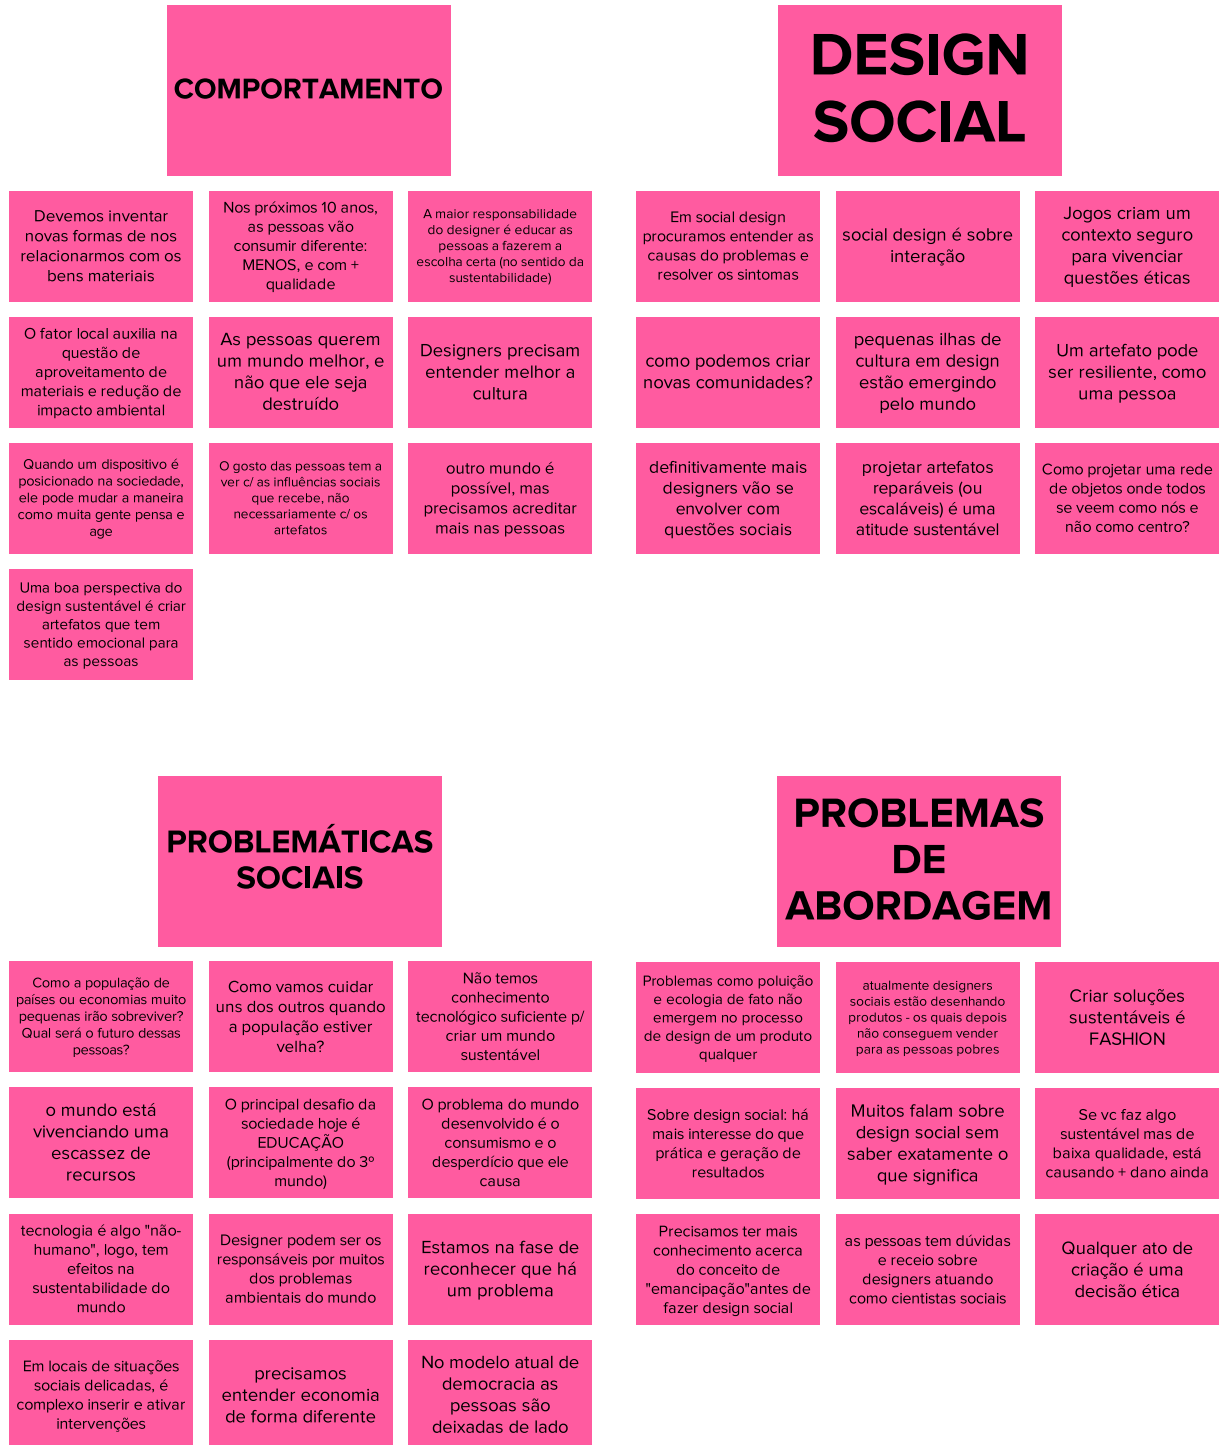 COMPORTAMENTO
Devemos inventar
novas formas de nos
relacionarmos com os
bens materiais
Nos próximos 10 anos,
as pessoas vão
consumir diferente:
MENOS, e com +
qualidade
A maior responsabilidade
do designer é educar as
pessoas a fazerem a
escolha certa (no sentido da
sustentabilidade)
O fator local auxilia na
questão de
aproveitamento de
materiais e redução de
impacto ambiental
As pessoas querem
um mundo melhor, e
não que ele seja
destruído
Designers precisam
entender melhor a
cultura
Quando um dispositivo é
posicionado na sociedade,
ele pode mudar a maneira
como muita gente pensa e
age
O gosto das pessoas tem a
ver c/ as influências sociais
que recebe, não
necessariamente c/ os
artefatos
outro mundo é
possível, mas
precisamos acreditar
mais nas pessoas
Uma boa perspectiva do
design sustentável é criar
artefatos que tem
sentido emocional para
as pessoas
DESIGN
SOCIAL
Em social design
procuramos entender as
causas do problemas e
resolver os sintomas
social design é sobre
interação
Jogos criam um
contexto seguro
para vivenciar
questões éticas
como podemos criar
novas comunidades?
pequenas ilhas de
cultura em design
estão emergindo
pelo mundo
Um artefato pode
ser resiliente, como
uma pessoa
definitivamente mais
designers vão se
envolver com
questões sociais
projetar artefatos
reparáveis (ou
escaláveis) é uma
atitude sustentável
Como projetar uma rede
de objetos onde todos
se veem como nós e
não como centro?
PROBLEMÁTICAS
SOCIAIS
Como a população de
países ou economias muito
pequenas irão sobreviver?
Qual será o futuro dessas
pessoas?
Como vamos cuidar
uns dos outros quando
a população estiver
velha?
Não temos
conhecimento
tecnológico suficiente p/
criar um mundo
sustentável
o mundo está
vivenciando uma
escassez de
recursos
O principal desafio da
sociedade hoje é
EDUCAÇÃO
(principalmente do 3º
mundo)
O problema do mundo
desenvolvido é o
consumismo e o
desperdício que ele
causa
tecnologia é algo "não-
humano", logo, tem
efeitos na
sustentabilidade do
mundo
Designer podem ser os
responsáveis por muitos
dos problemas
ambientais do mundo
Estamos na fase de
reconhecer que há
um problema
Em locais de situações
sociais delicadas, é
complexo inserir e ativar
intervenções
precisamos
entender economia
de forma diferente
No modelo atual de
democracia as
pessoas são
deixadas de lado
PROBLEMAS
DE
ABORDAGEM
Problemas como poluição
e ecologia de fato não
emergem no processo
de design de um produto
qualquer
atualmente designers
sociais estão desenhando
produtos - os quais depois
não conseguem vender
para as pessoas pobres
Criar soluções
sustentáveis é
FASHION
Sobre design social: há
mais interesse do que
prática e geração de
resultados
Muitos falam sobre
design social sem
saber exatamente o
que significa
Se vc faz algo
sustentável mas de
baixa qualidade, está
causando + dano ainda
Precisamos ter mais
conhecimento acerca
do conceito de
"emancipação"antes de
fazer design social
as pessoas tem dúvidas
e receio sobre
designers atuando
como cientistas sociais
Qualquer ato de
criação é uma
decisão ética